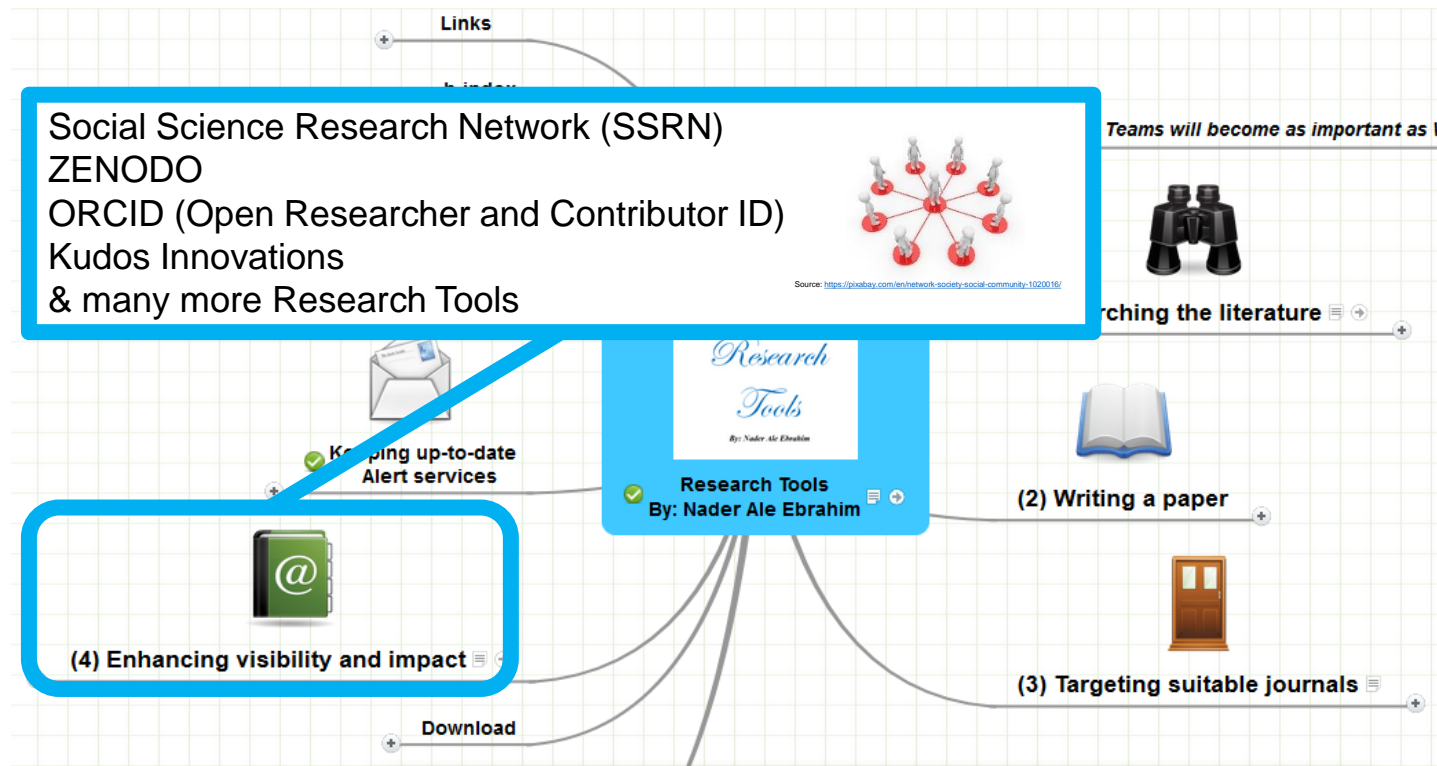 Links
h-index
Social Science Research Network (SSRN)
ZENODO
ORCID (Open Researcher and Contributor ID)
Kudos Innovations
& many more Research Tools
Source: https://pixabay.com/en/network-society-social-community-1020016/
Teams will become as important as
rching the literature
Research
Tools
By: Nader Ale Ebrahim
Keeping up-to-date
Alert services
Research Tools
By: Nader Ale Ebrahim
(2) Writing a paper
@
(4) Enhancing visibility and impact
(3) Targeting suitable journals
Download